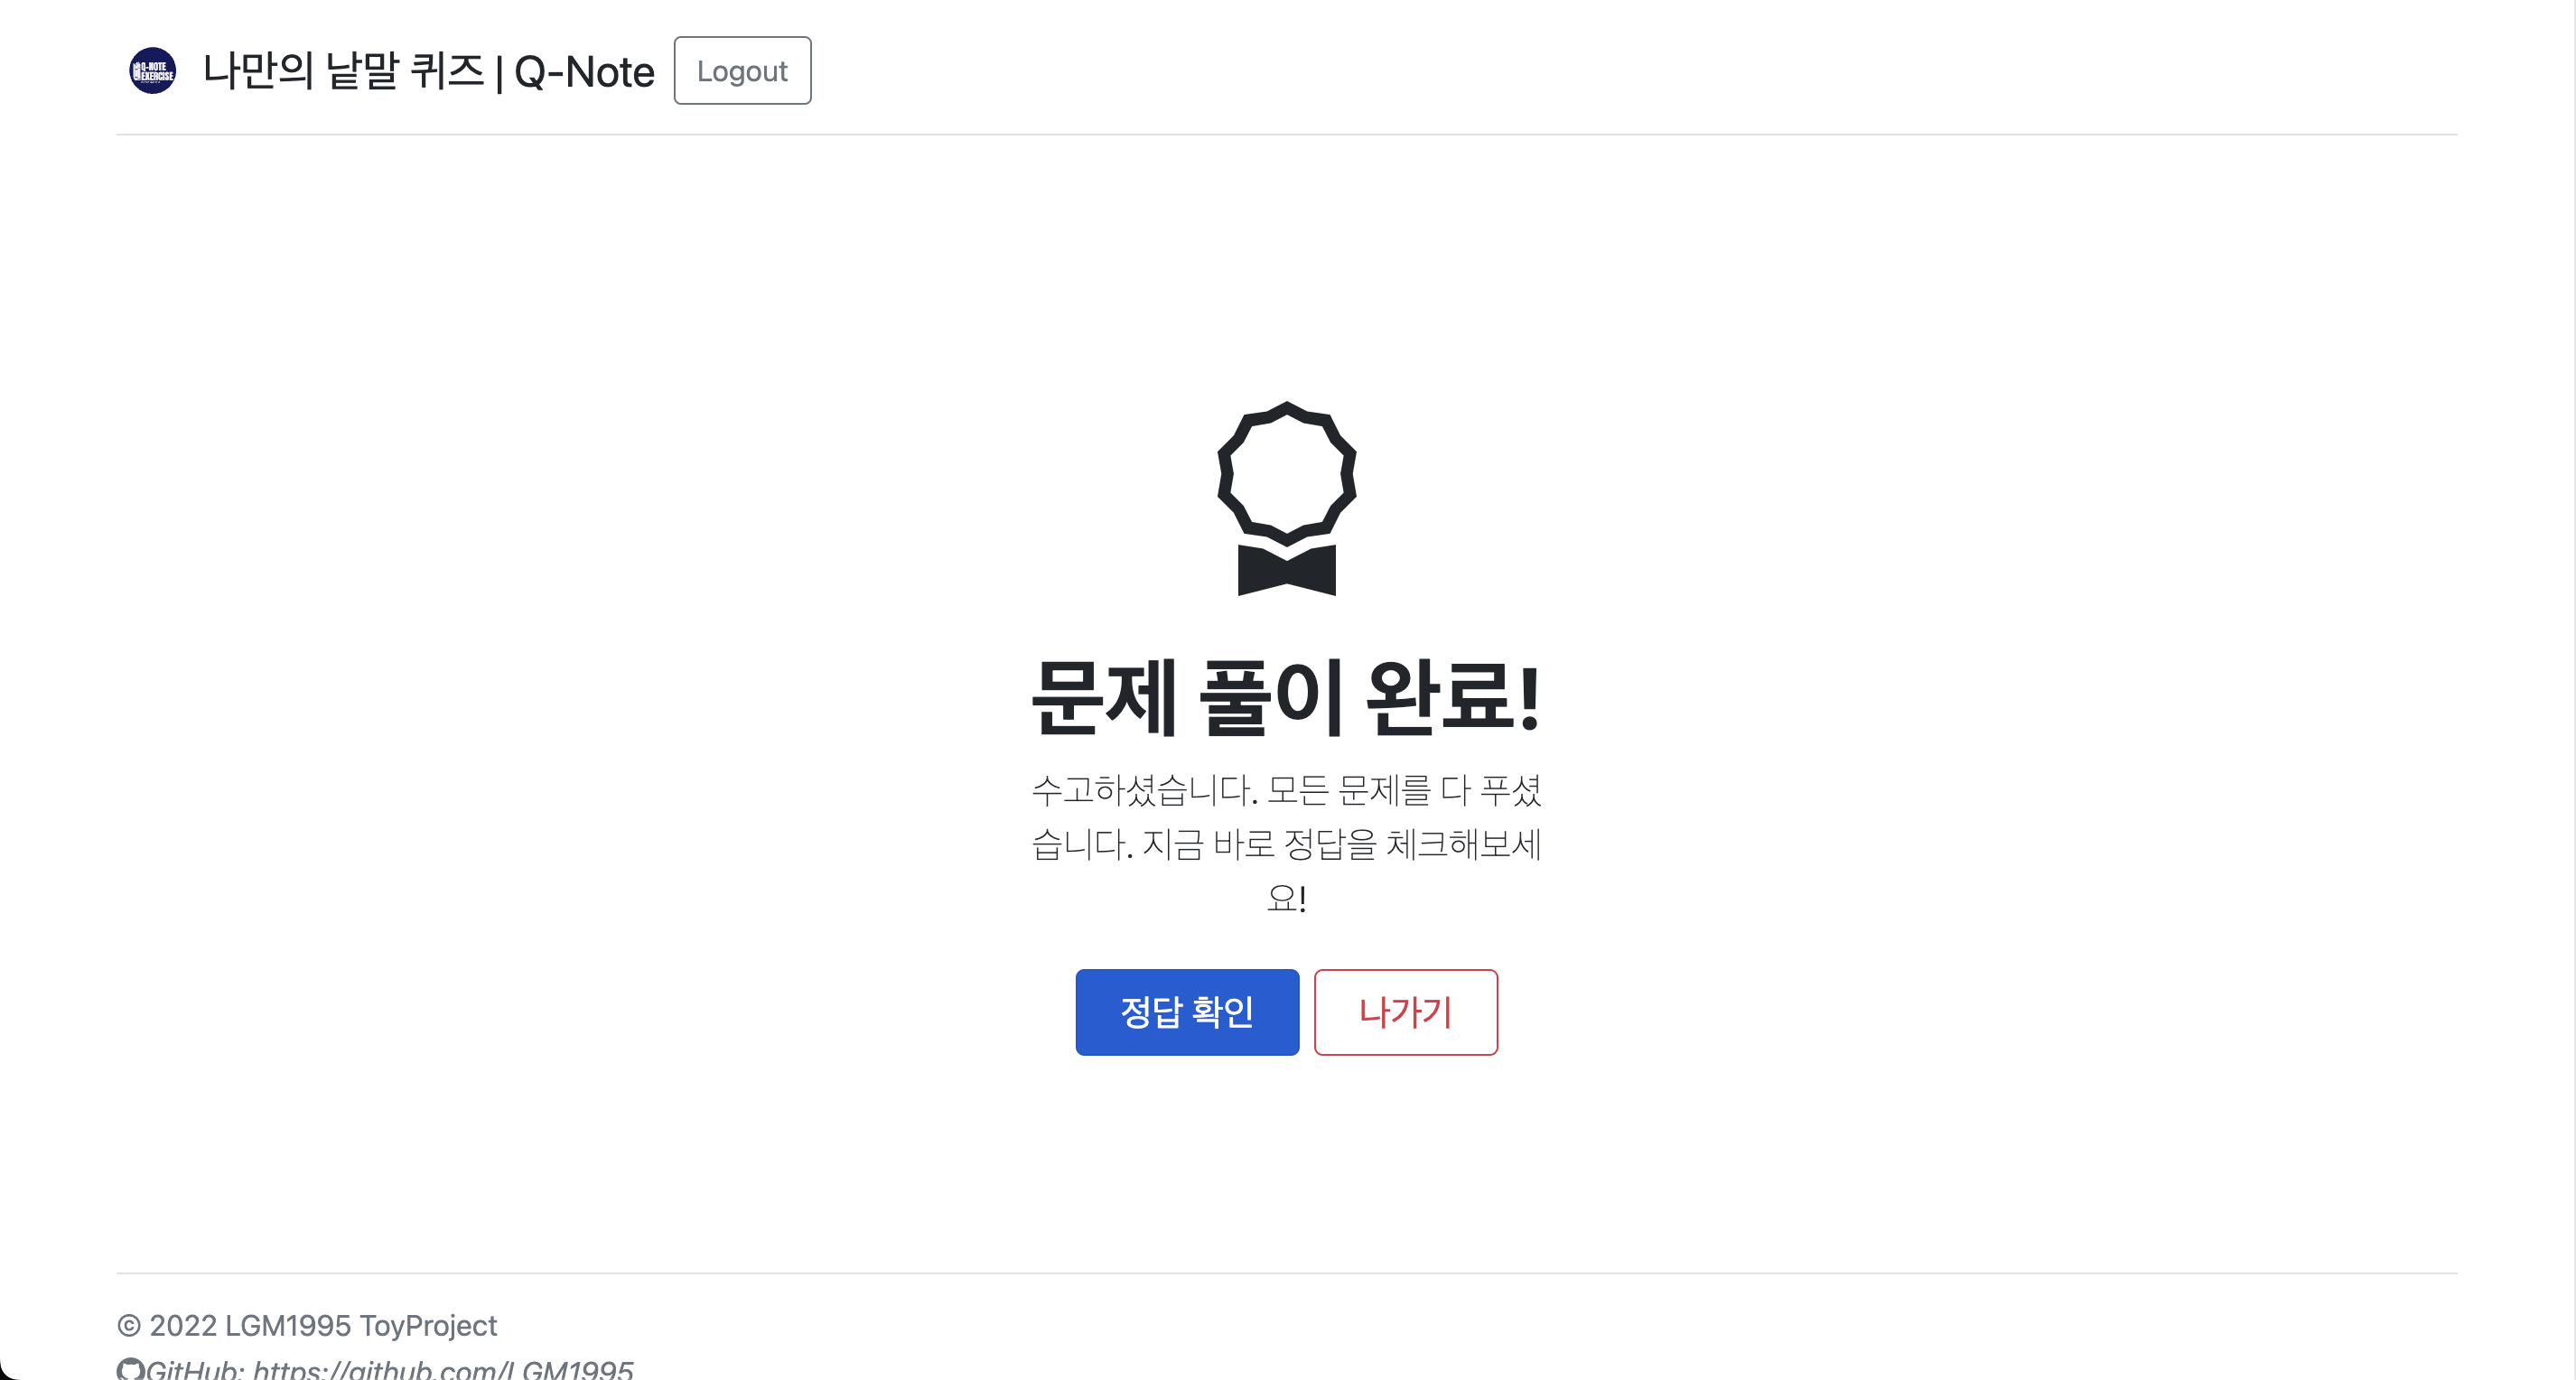 Q-NOTE
EXERCISE
나만의 낱말 퀴즈 | Q-Note
Logout
문제 풀이 완료!
수고하셨습니다. 모든 문제를 다 푸셨
습니다. 지금 바로 정답을 체크해보세
요!
정답 확인
나가기
© 2022 LGM1995 ToyProject
GitHub: https://github.com/LGM1995